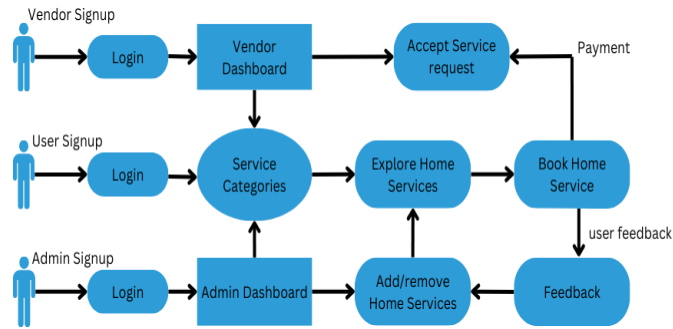 Vendor Signup
Login
Vendor
Dashboard
Accept Service
request
Payment
User Signup
Login
Service
Categories
Explore Home
Services
Book Home
Service
user feedback
Admin Signup
Login
Admin Dashboard
Add/remove
Home Services
Feedback